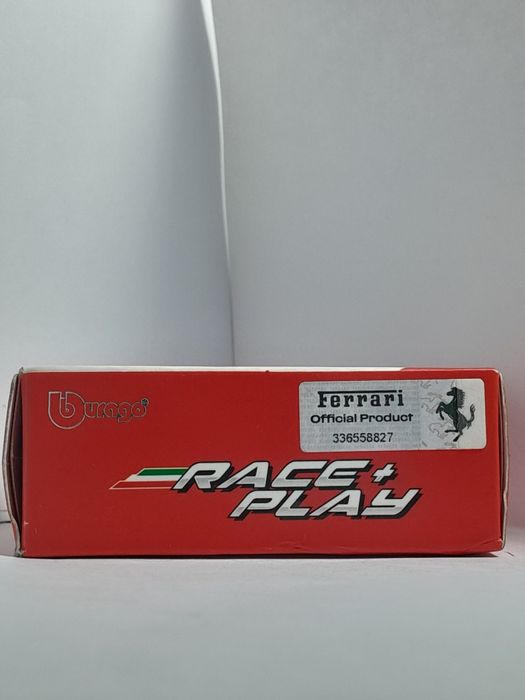 burago
Ferrari
Official Product
336558827
RACE+
PLAY